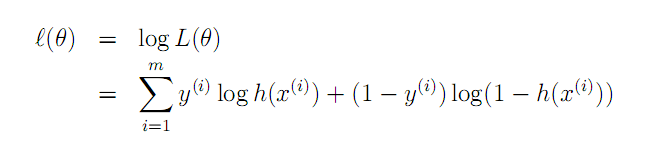 ℓ(θ) = log L(θ)
= ∑_{i=1}^{m} y^{(i)} log h(x^{(i)}) + (1 − y^{(i)}) log(1 − h(x^{(i)}))